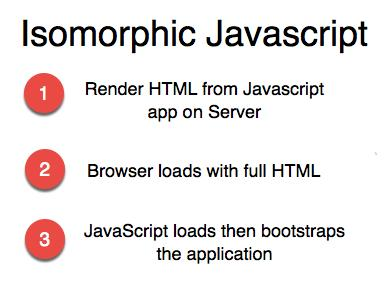 Isomorphic Javascript
1 Render HTML from Javascript
app on Server
2 Browser loads with full HTML
3 JavaScript loads then bootstraps
the application